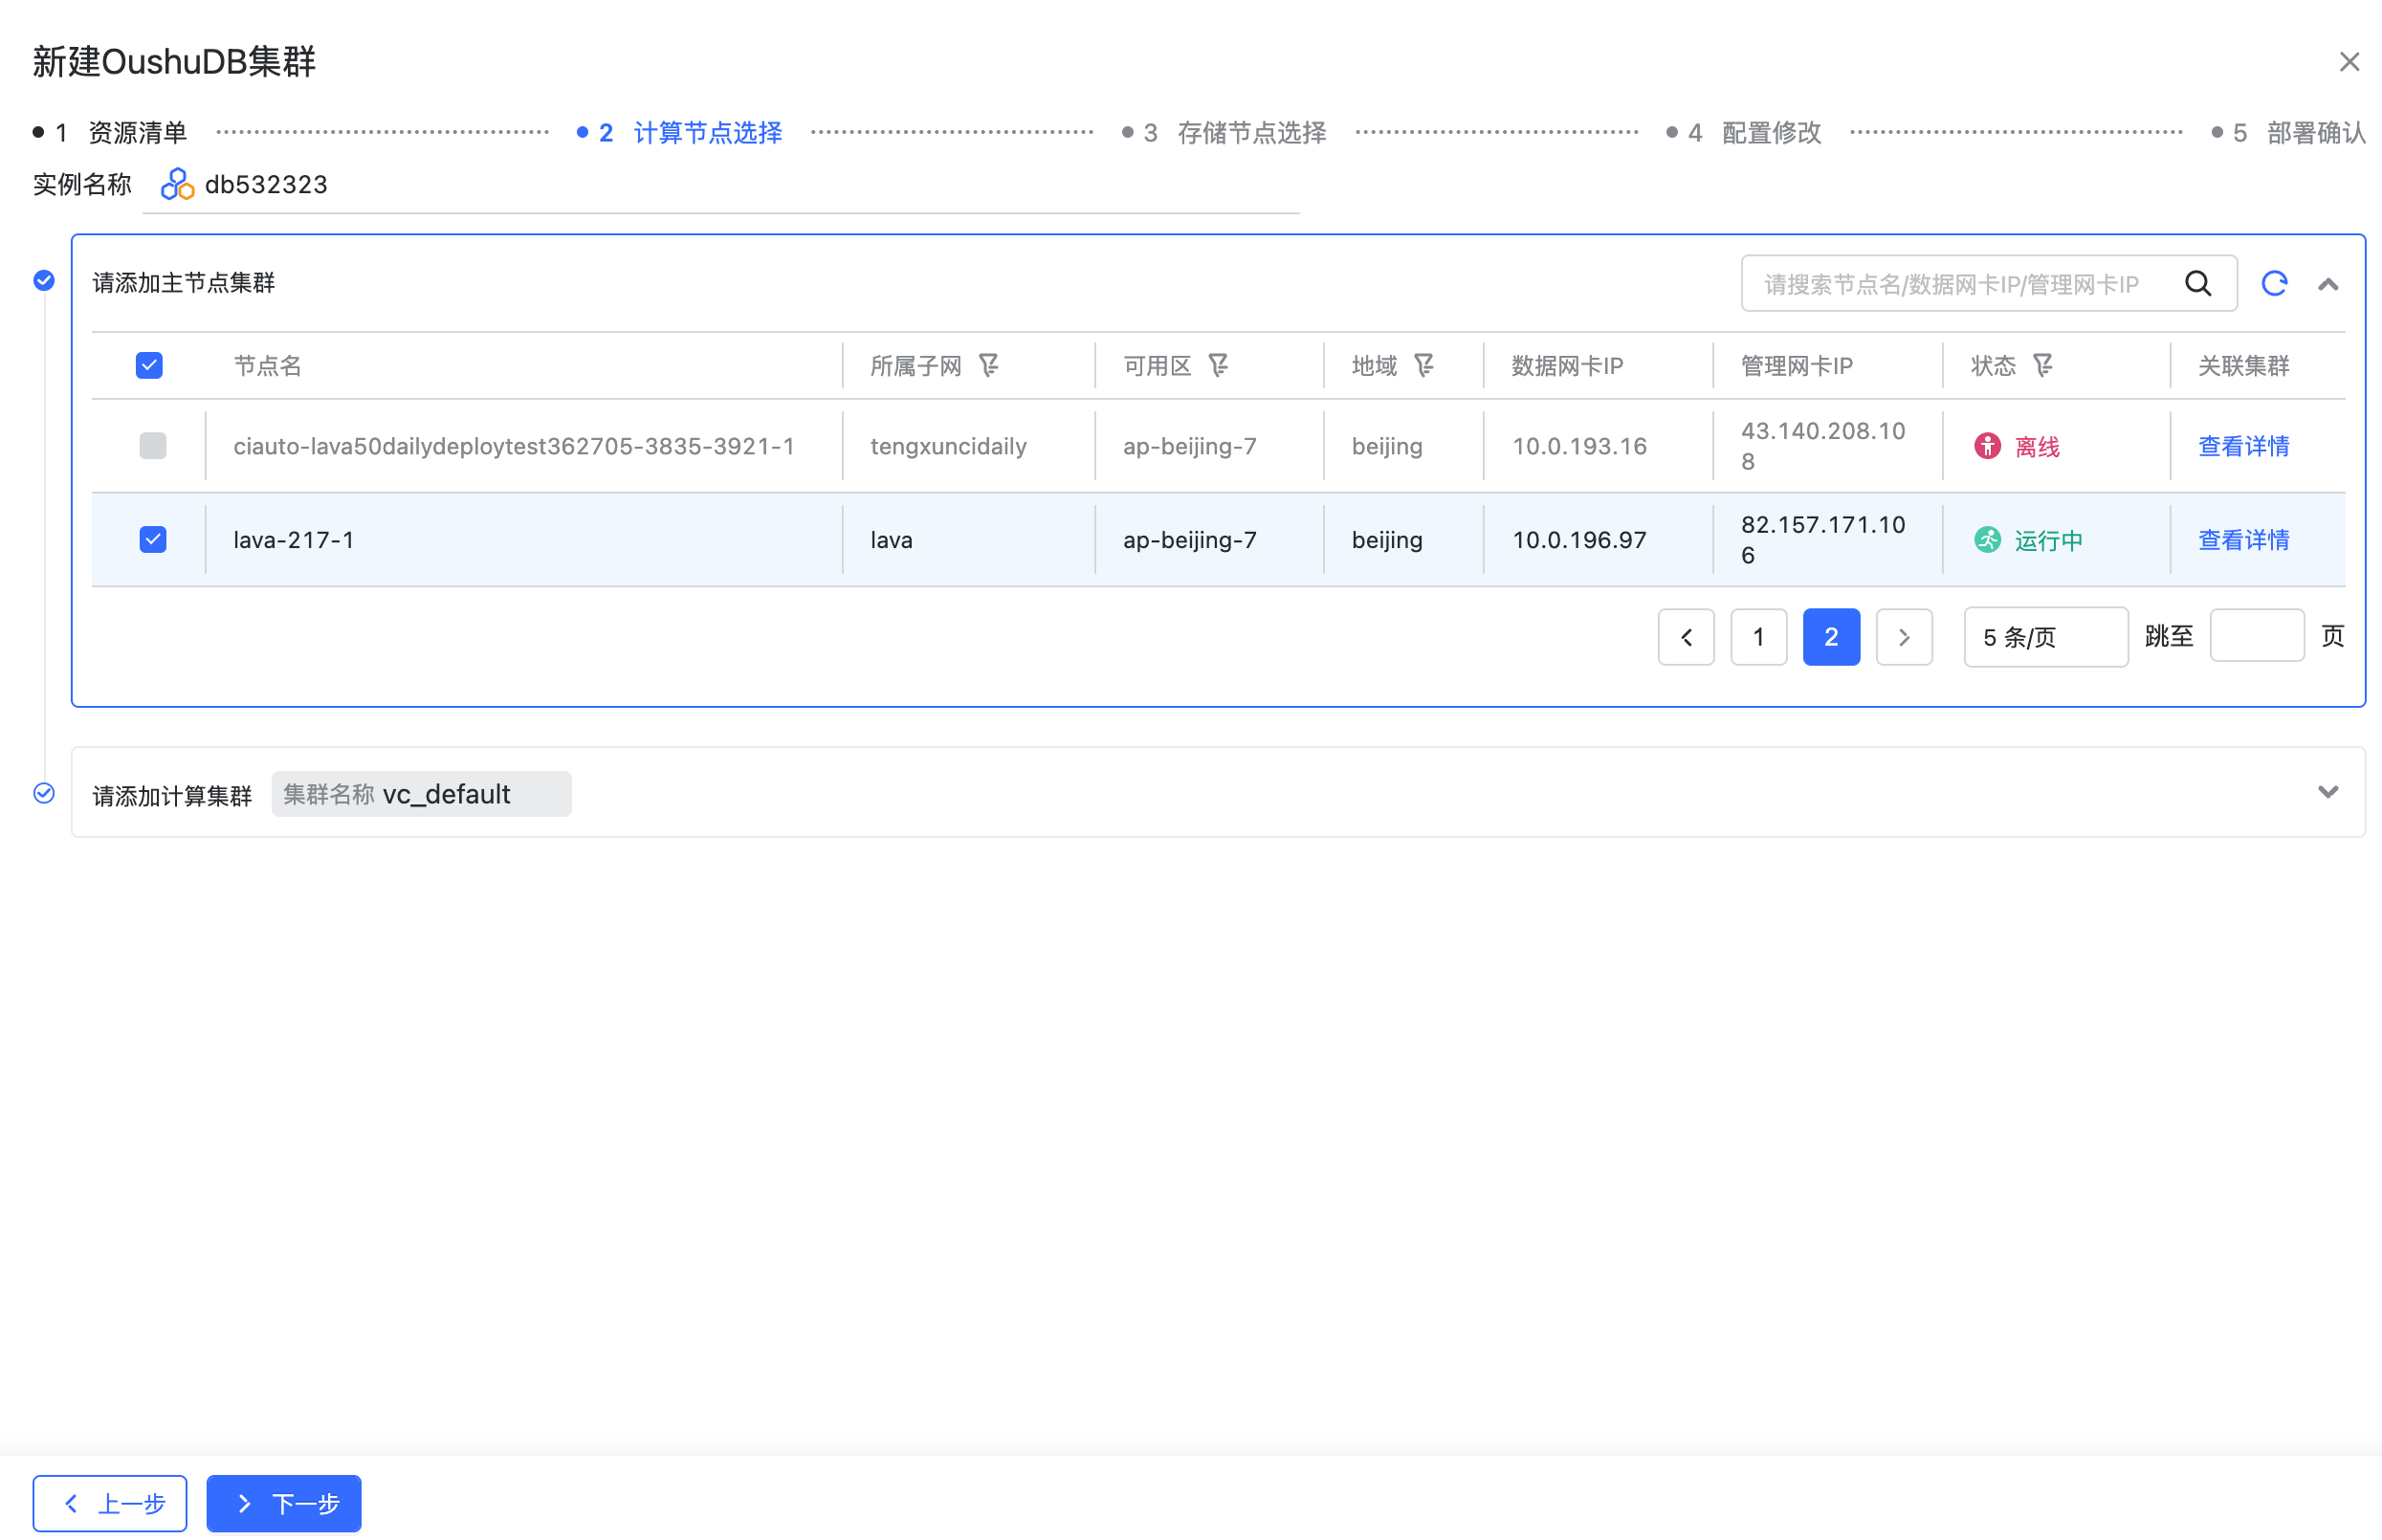 新建OushuDB集群
1 资源清单 2 计算节点选择 3 存储节点选择 4 配置修改 5 部署确认
实例名称 db532323
请添加主节点集群 请搜索节点名/数据网卡IP/管理网卡IP
节点名 所属子网 可用区 地域 数据网卡IP 管理网卡IP 状态 关联集群
ciauto-lava50dailydeploytest362705-3835-3921-1 tengxuncidaily ap-beijing-7 beijing 10.0.193.16 43.140.208.10 离线 查看详情
8
lava-217-1 lava ap-beijing-7 beijing 10.0.196.97 82.157.171.10 运行中 查看详情
6
1 2 5 条/页 跳至 页
请添加计算集群 集群名称 vc_default
上一步 下一步